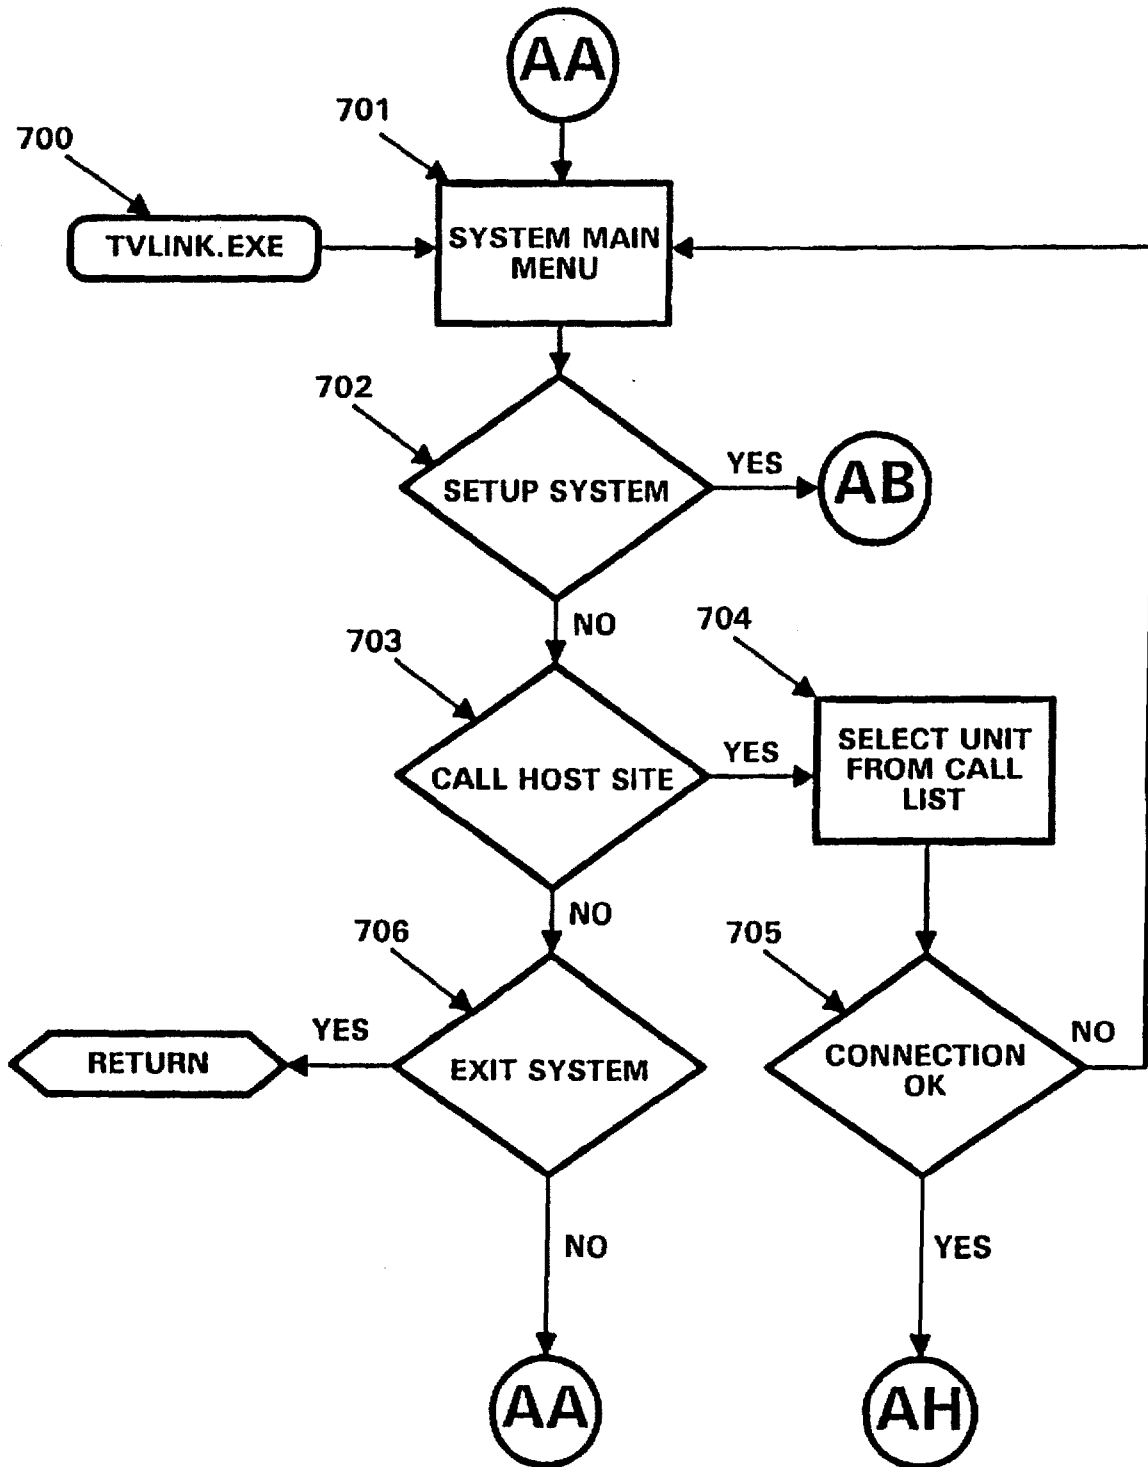 AA
701
700
TVLINK.EXE
SYSTEM MAIN
MENU
702
SETUP SYSTEM
YES
AB
NO
703
704
CALL HOST SITE
YES
SELECT UNIT
FROM CALL
LIST
NO
706
705
YES
RETURN
EXIT SYSTEM
CONNECTION
OK
NO
NO
YES
AA
AH